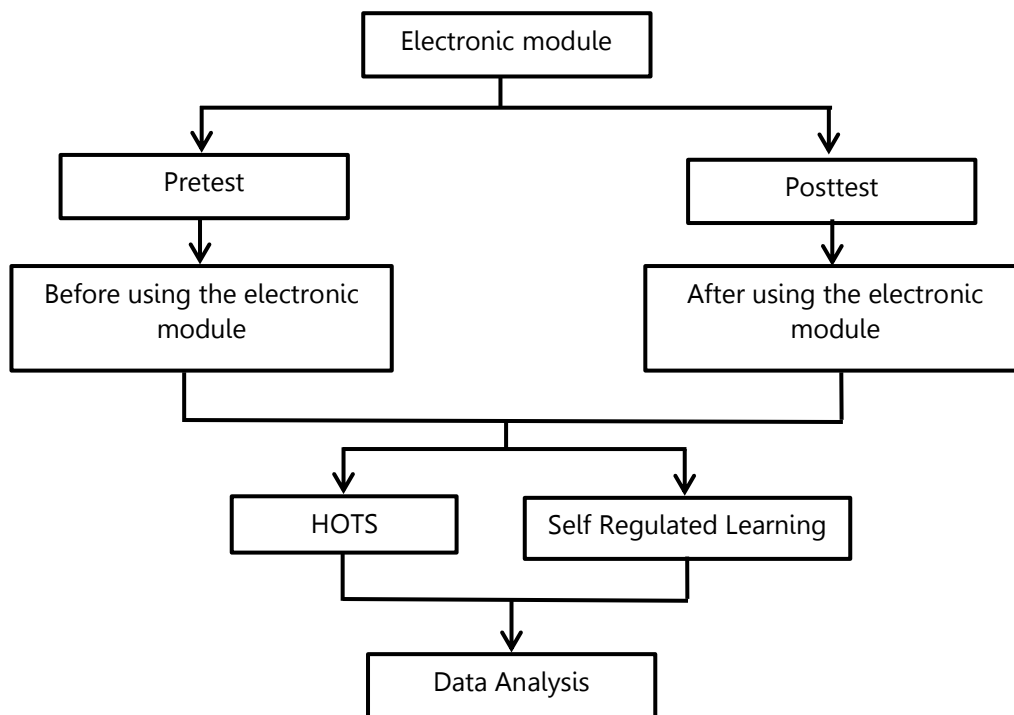 Electronic module
Pretest
Posttest
Before using the electronic
module
After using the electronic
module
HOTS
Self Regulated Learning
Data Analysis